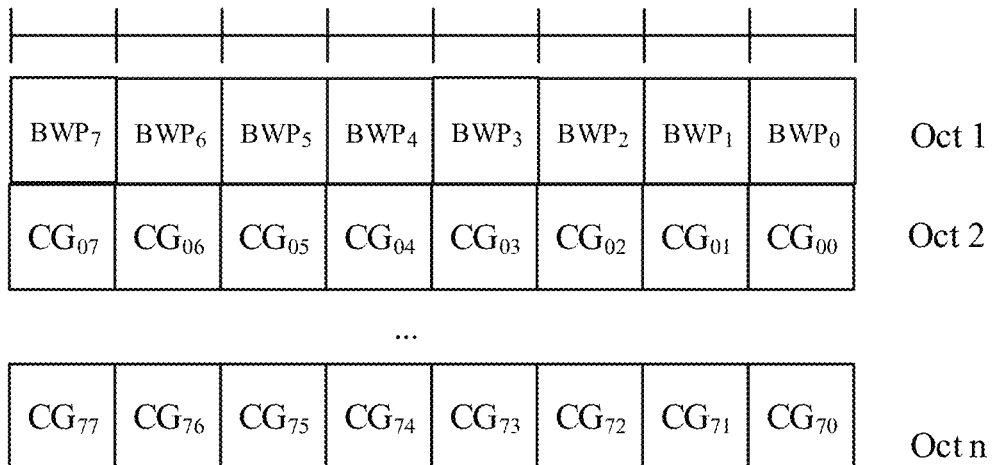 BWP₇ BWP₆ BWP₅ BWP₄ BWP₃ BWP₂ BWP₁ BWP₀ Oct 1
CG₀₇ CG₀₆ CG₀₅ CG₀₄ CG₀₃ CG₀₂ CG₀₁ CG₀₀ Oct 2
...
CG₇₇ CG₇₆ CG₇₅ CG₇₄ CG₇₃ CG₇₂ CG₇₁ CG₇₀ Oct n